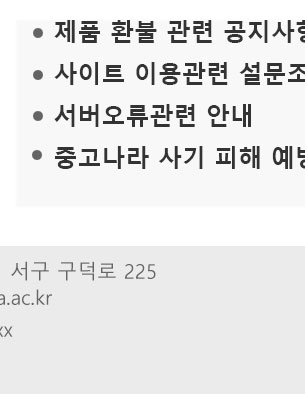 제품 환불 관련 공지사항
사이트 이용관련 설문조
서버오류관련 안내
중고나라 사기 피해 예방
서구 구덕로 225
a.ac.kr
xx